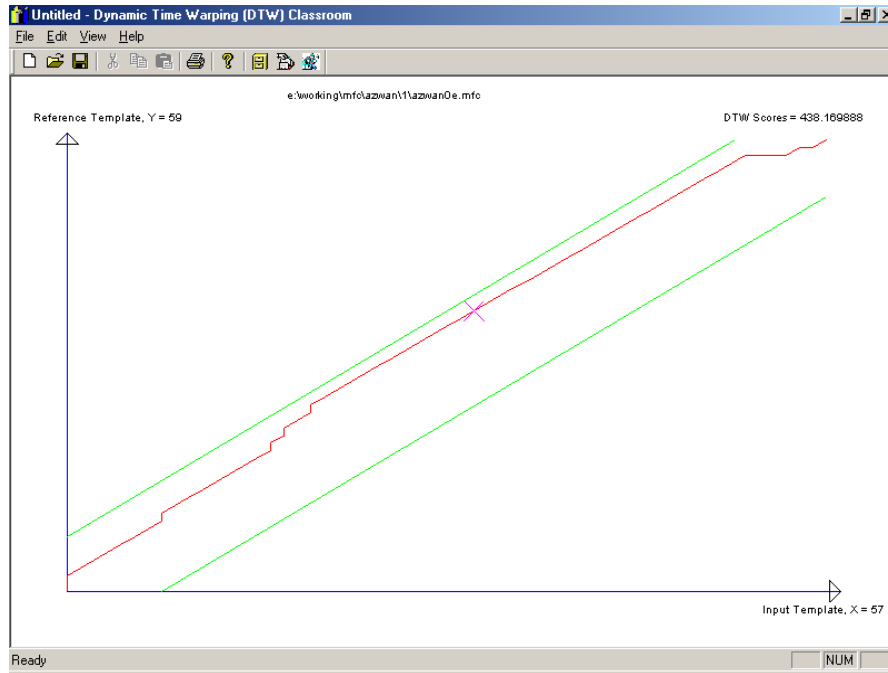 Untitled - Dynamic Time Warping (DTW) Classroom
File Edit View Help
e:\working\mfc\azwan\1\azwan0e.mfc
Reference Template, Y = 59
DTW Scores = 438.169888
Input Template, X = 57
Ready
NUM